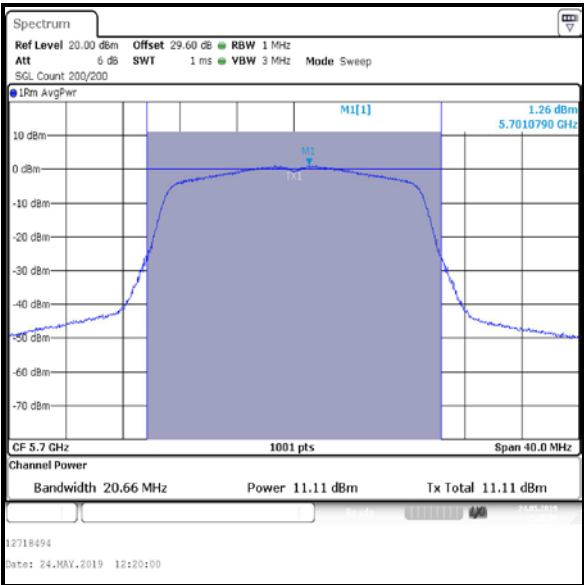 Spectrum
Ref Level 20.00 dBm Offset 29.60 dB RBW 1 MHz
Att 6 dB SWT 1 ms VBW 3 MHz Mode Sweep
SGL Count 200/200
1Rm AvgPwr
M1[1] 1.26 dBm
5.7010790 GHz
10 dBm
M1
0 dBm
TX1
-10 dBm
-20 dBm
-30 dBm
-40 dBm
-50 dBm
-60 dBm
-70 dBm
CF 5.7 GHz 1001 pts Span 40.0 MHz
Channel Power
Bandwidth 20.66 MHz Power 11.11 dBm Tx Total 11.11 dBm
Ready 24.05.2019
12718494
Date: 24.MAY.2019 12:20:00